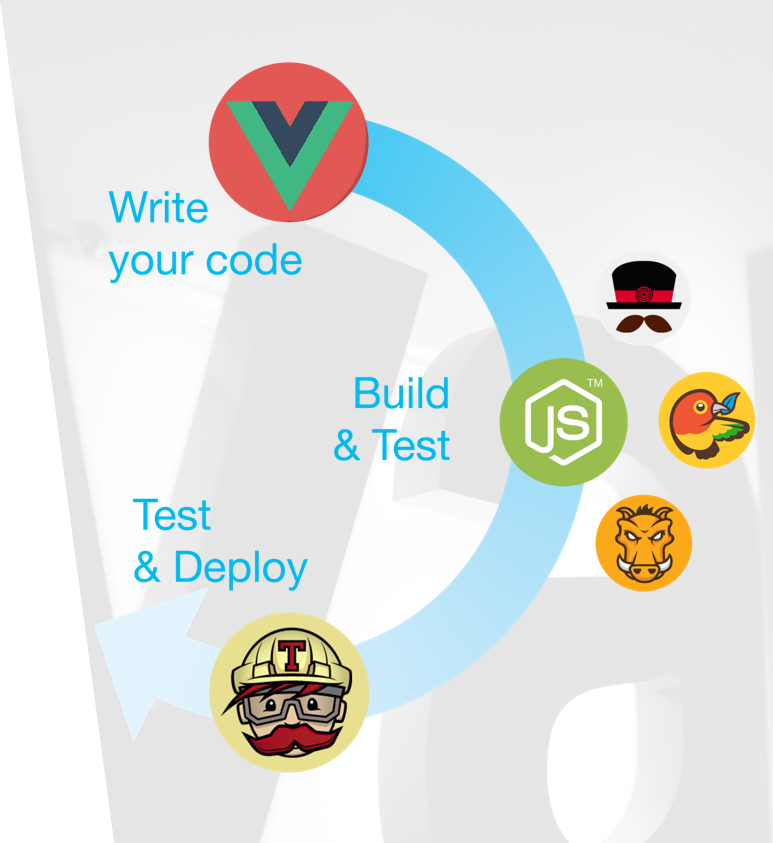 Write
your code
Build
& Test
TM
JS
Test
& Deploy
T